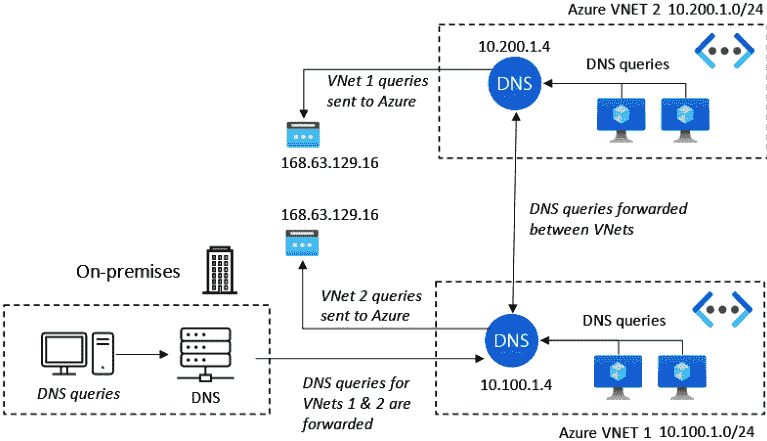 Azure VNET 2 10.200.1.0/24
10.200.1.4
DNS queries
DNS
VNet 1 queries
sent to Azure
168.63.129.16
168.63.129.16
DNS queries forwarded
between VNets
On-premises
VNet 2 queries
sent to Azure
DNS queries
DNS
10.100.1.4
DNS queries
DNS
DNS queries for
VNets 1 & 2 are
forwarded
Azure VNET 1 10.100.1.0/24